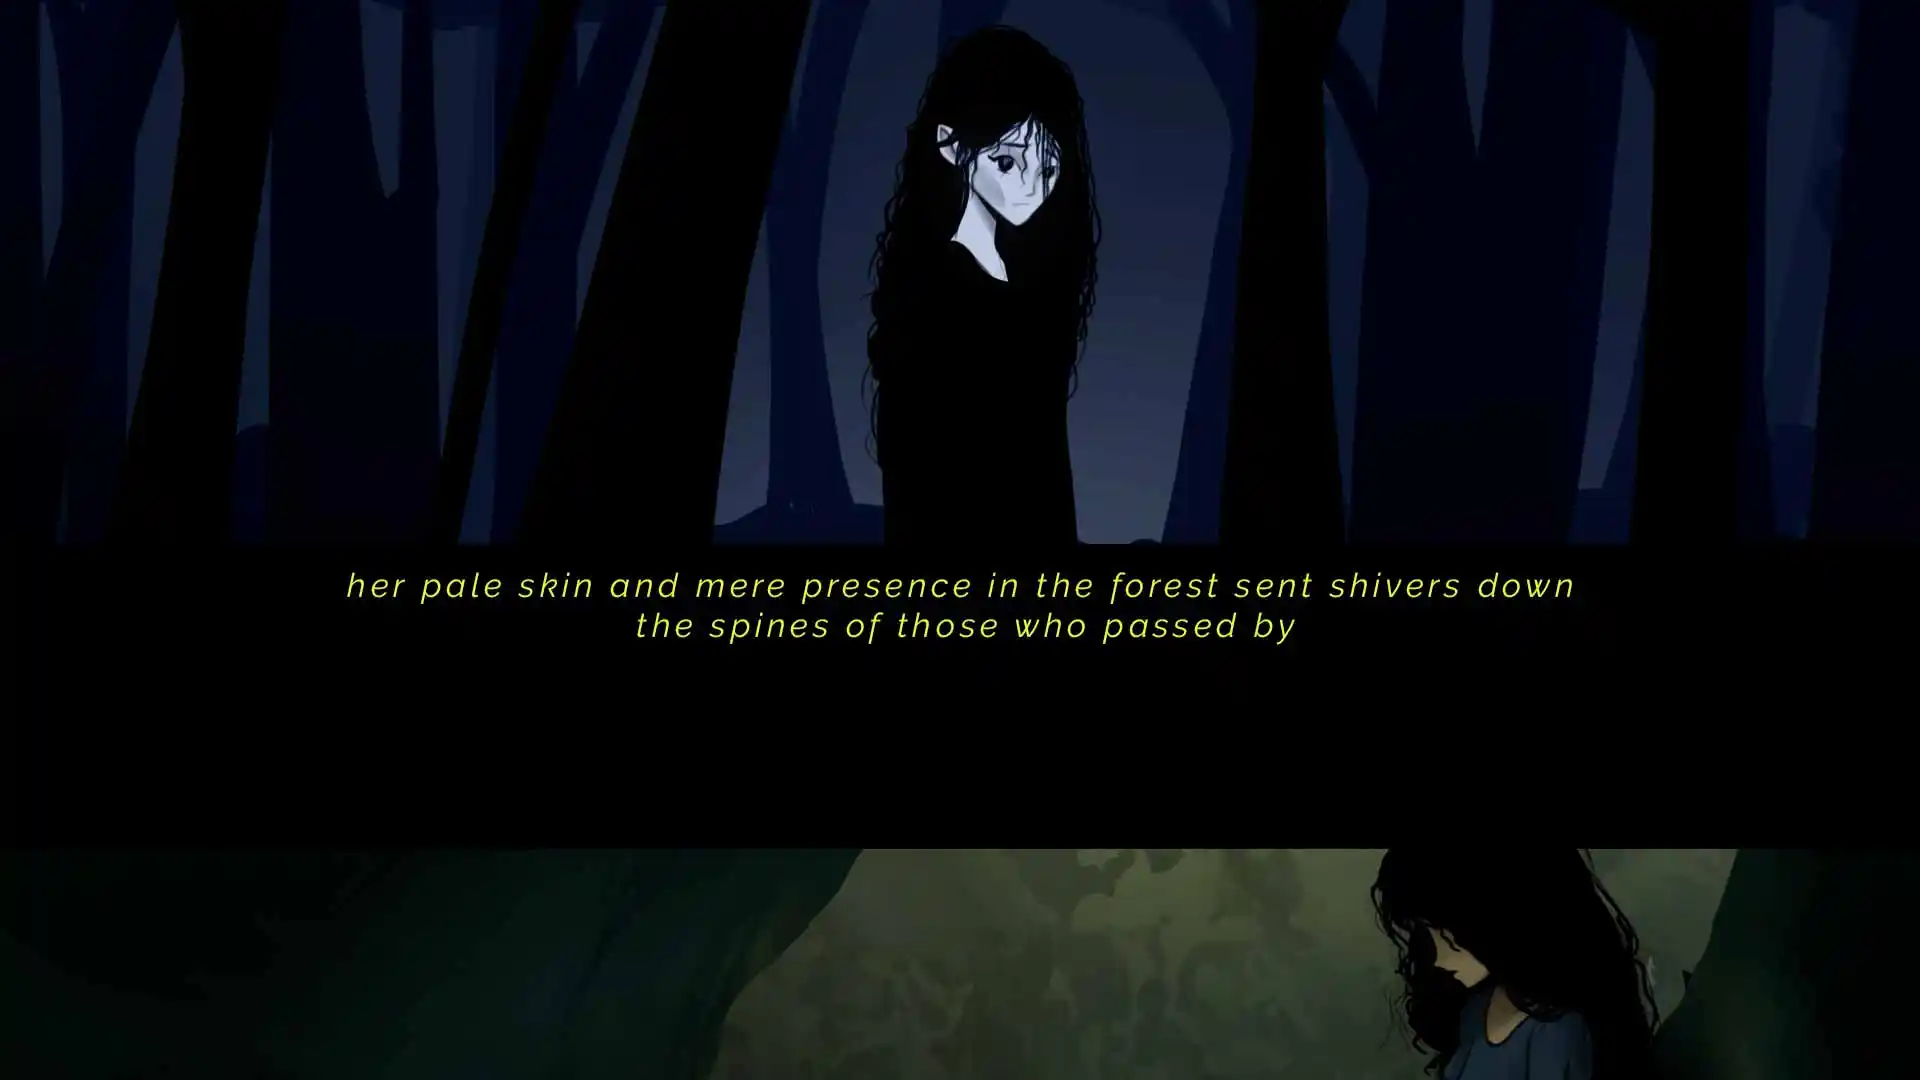 her pale skin and mere presence in the forest sent shivers down
the spines of those who passed by